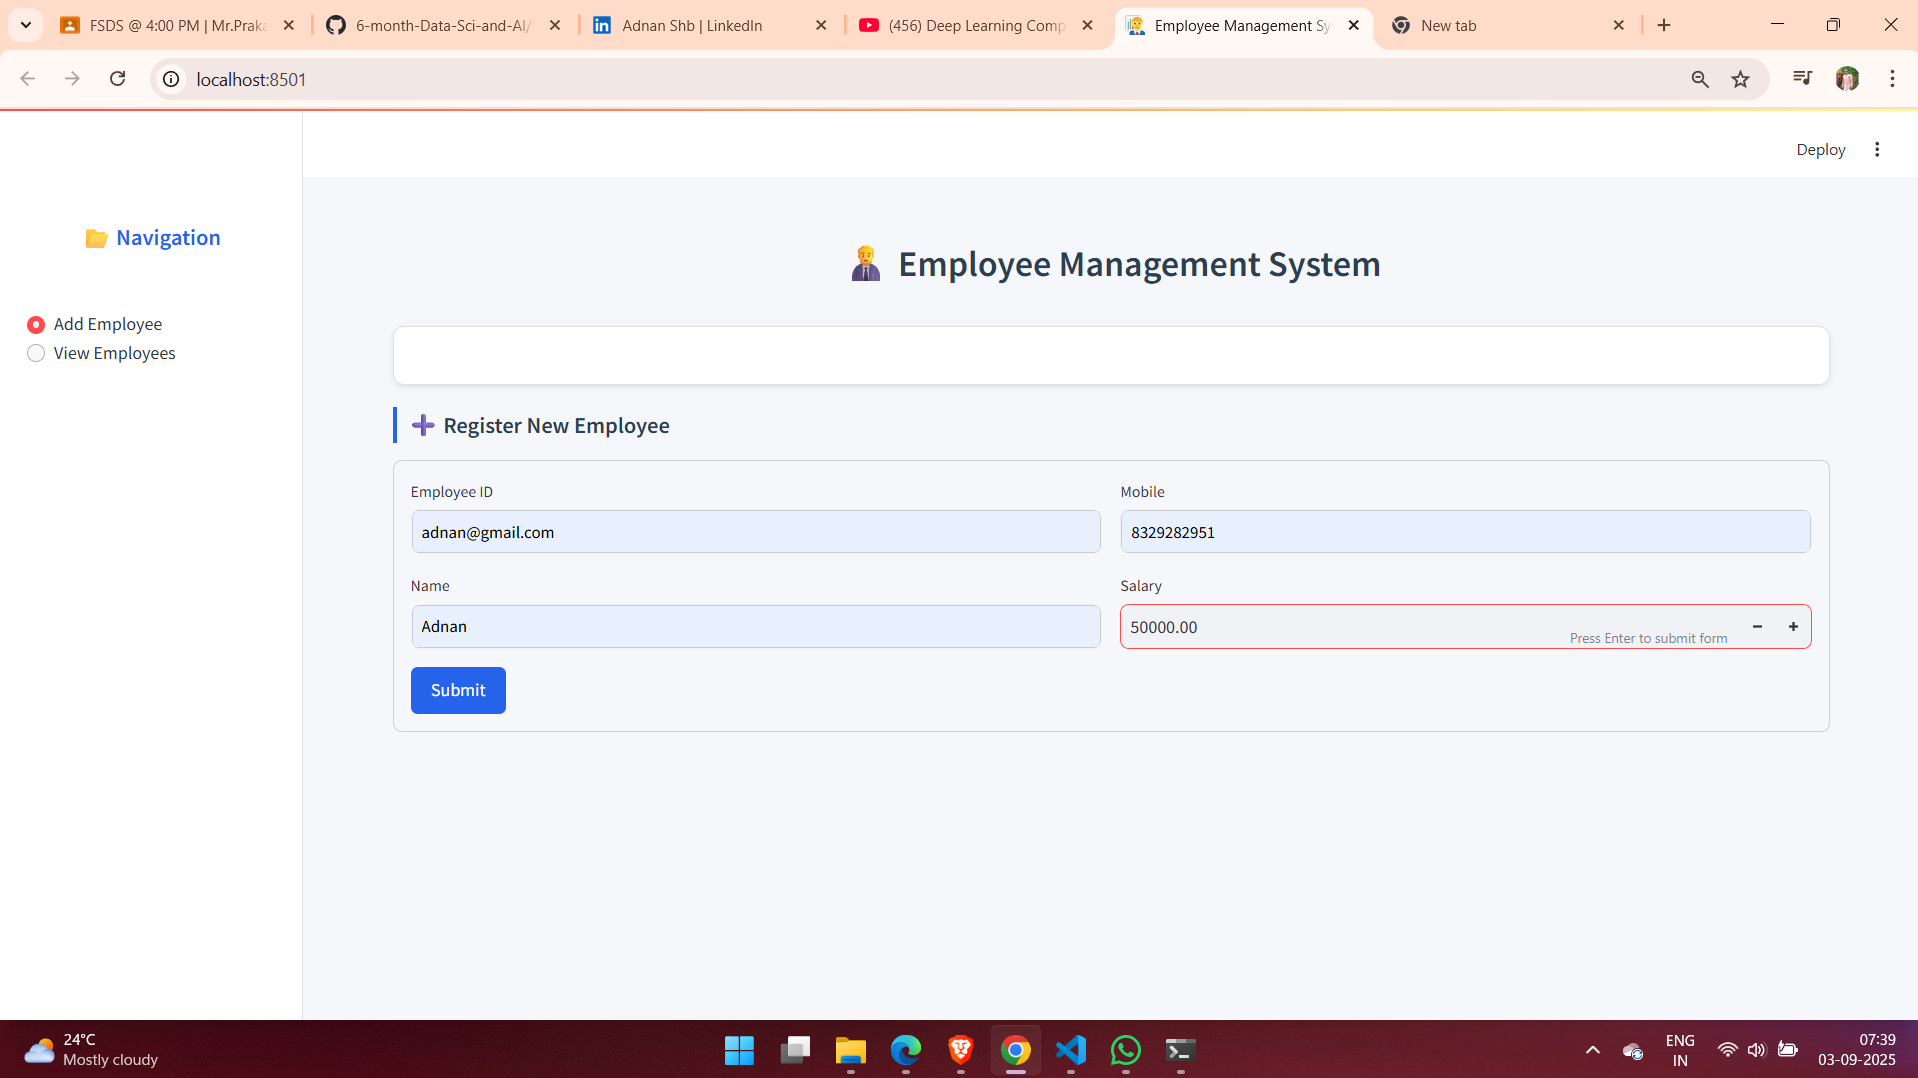 FSDS @ 4:00 PM | Mr.Praka
6-month-Data-Sci-and-AI/
Adnan Shb | LinkedIn
(456) Deep Learning Comp
Employee Management Sy
New tab
localhost:8501
Deploy
Navigation
Add Employee
View Employees
Employee Management System
Register New Employee
Employee ID
adnan@gmail.com
Mobile
8329282951
Name
Adnan
Salary
50000.00
Press Enter to submit form
Submit
24°C
Mostly cloudy
ENG
IN
07:39
03-09-2025